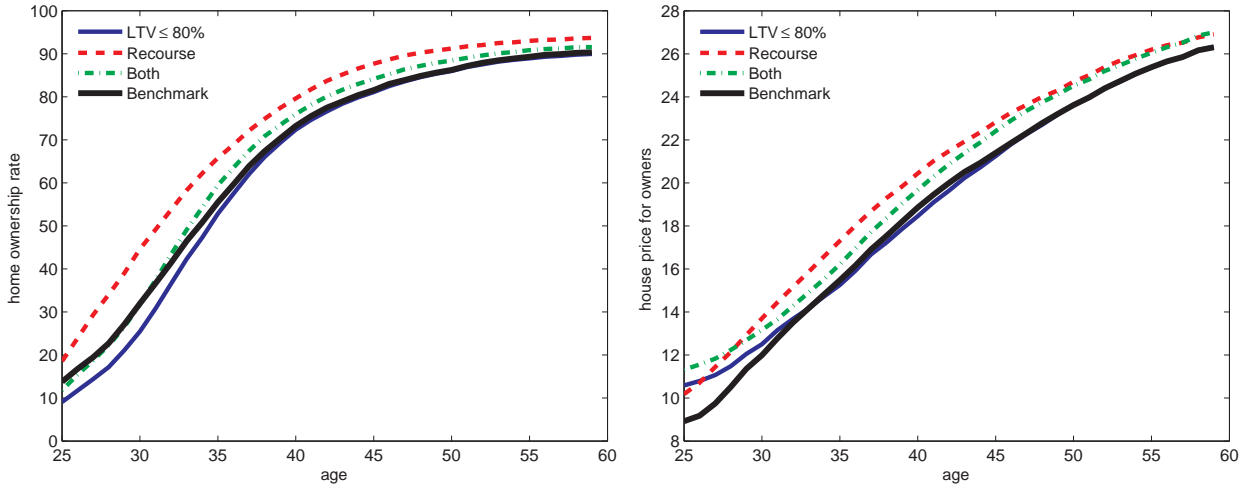 LTV ≤ 80%
Recourse
Both
Benchmark
home ownership rate
100
90
80
70
60
50
40
30
20
10
0
25 30 35 40 45 50 55 60
age
LTV ≤ 80%
Recourse
Both
Benchmark
house price for owners
28
26
24
22
20
18
16
14
12
10
8
25 30 35 40 45 50 55 60
age